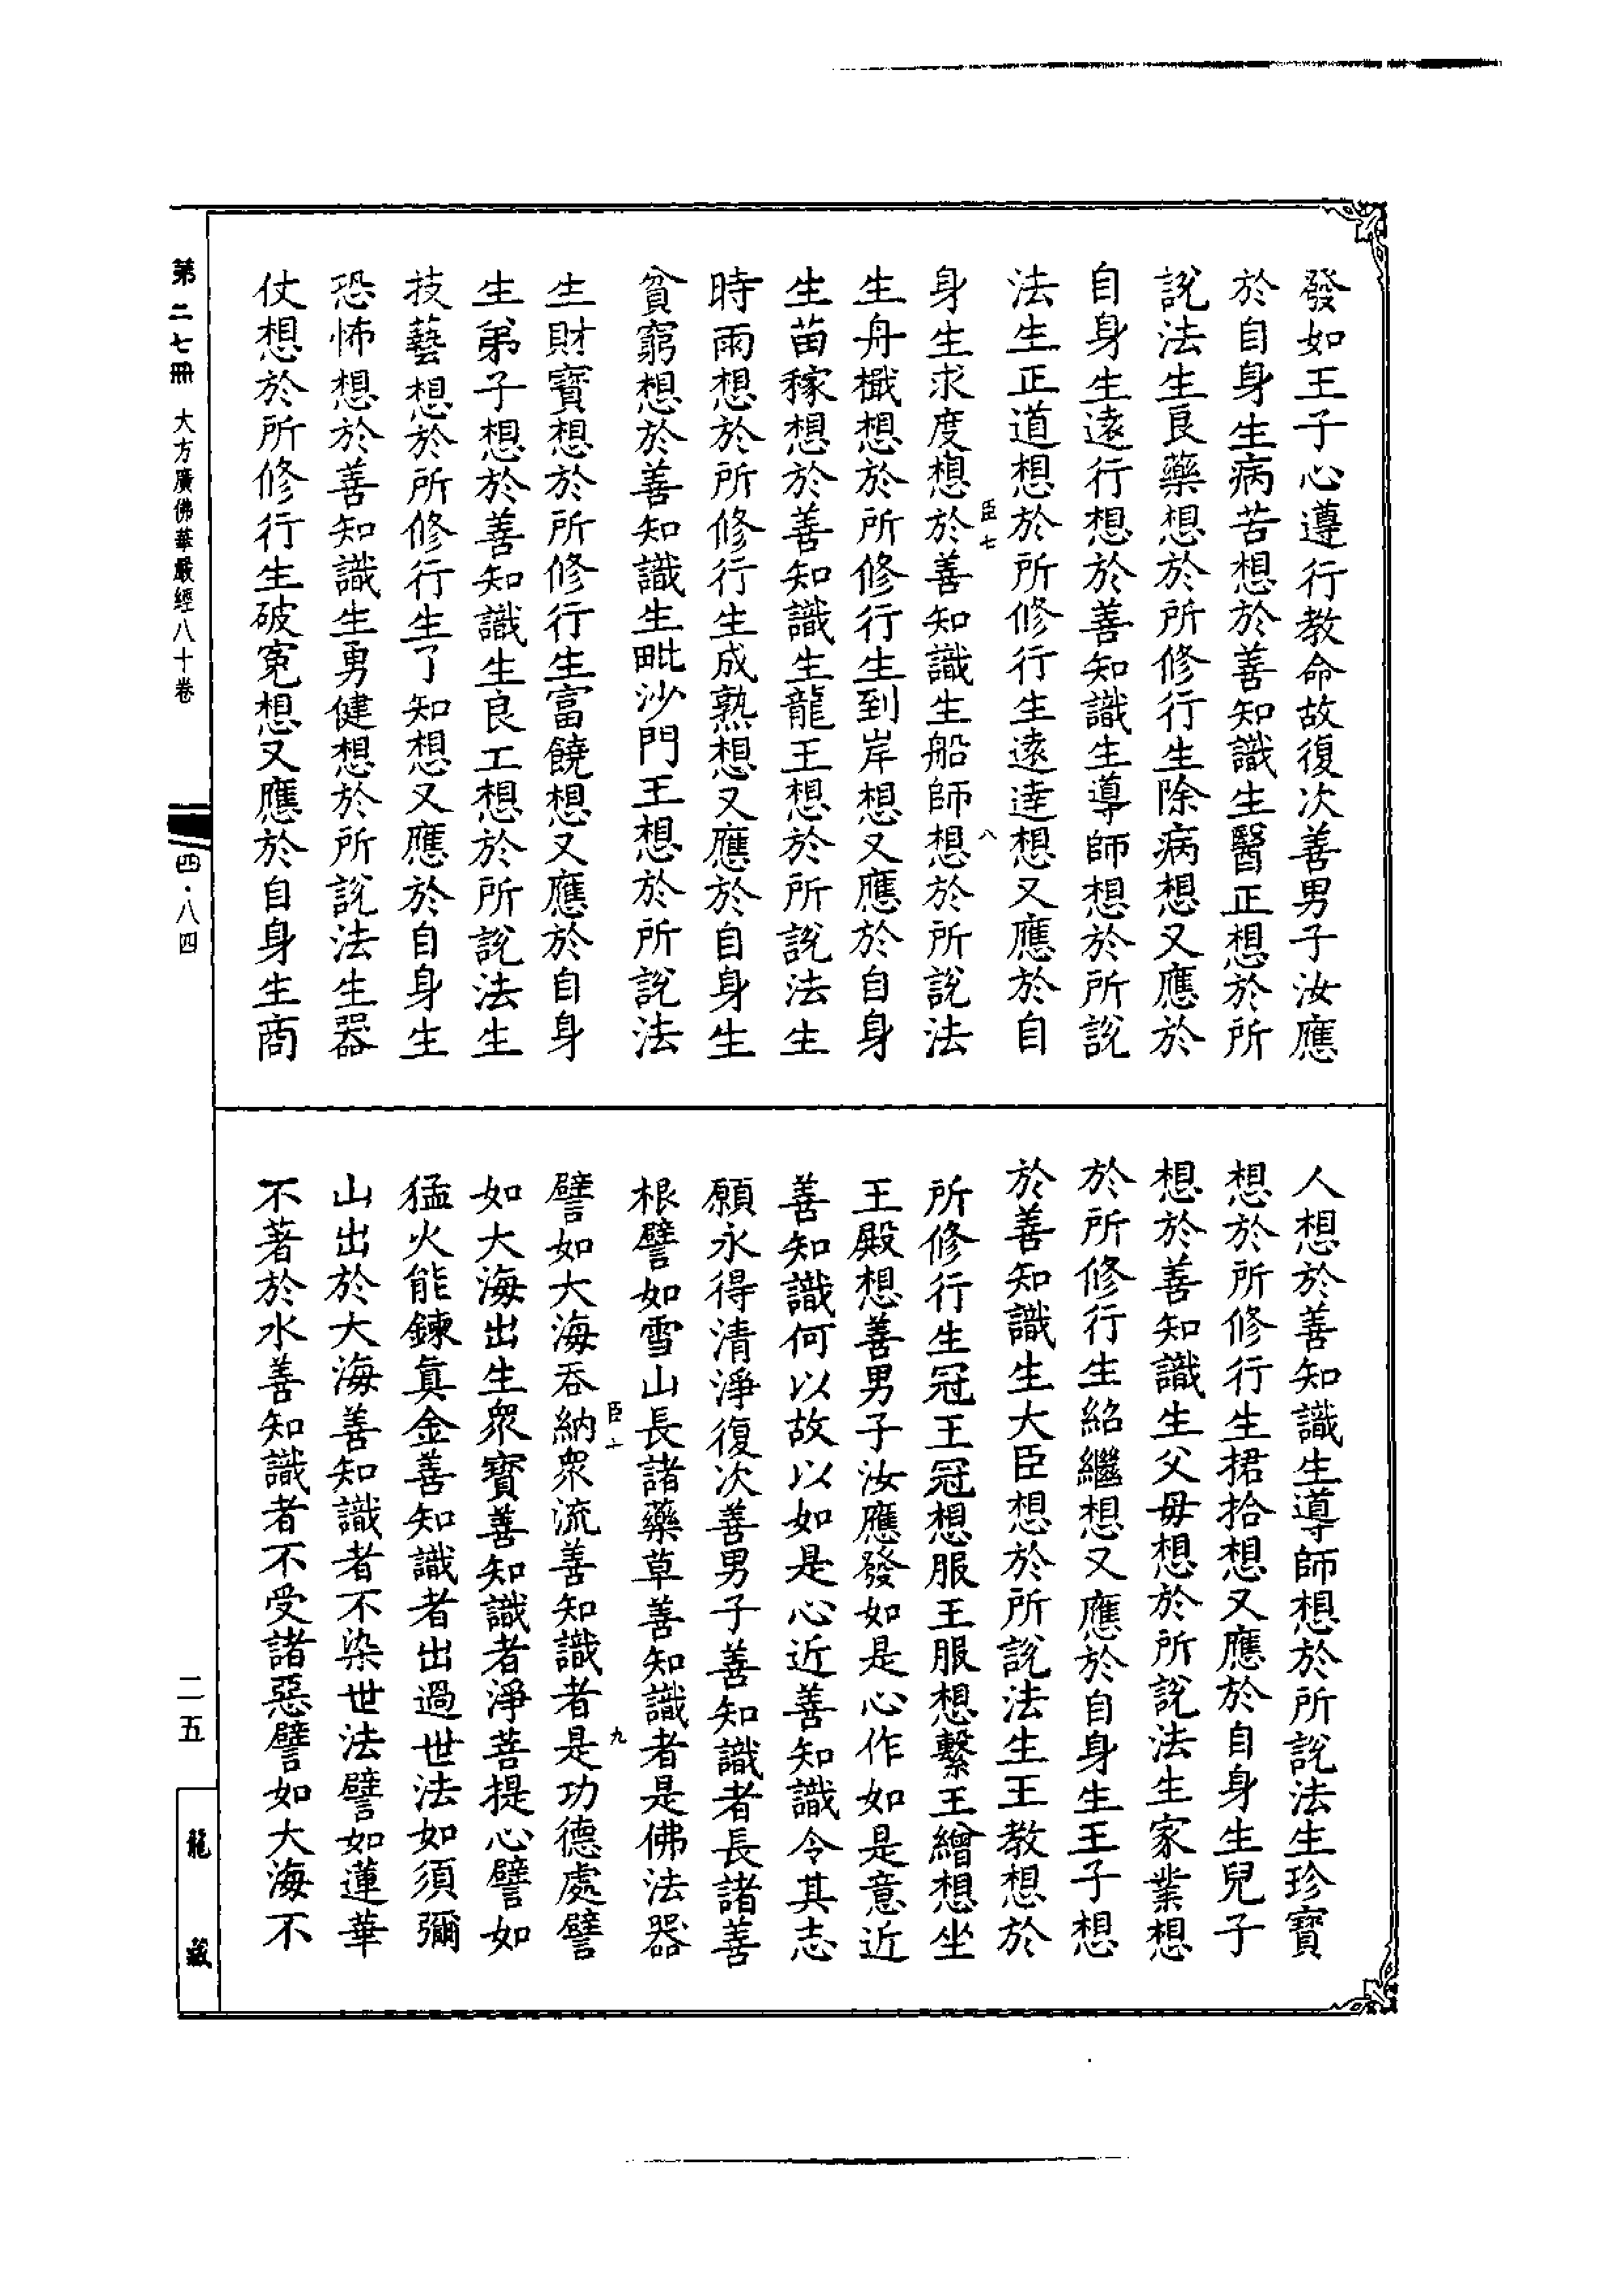 發如王子心遵行教命故復次善男子汝應
於自身生病苦想於善知識生醫正想於所
說法生良藥想於所修行生除病想又應於
自身生遠行想於善知識生導師想於所說
法生正道想於所修行生遠達想又應於自
臣七
八
身生求度想於善知識生船師想於所說法
生舟檝想於所修行生到岸想又應於自身
生苗稼想於善知識生龍王想於所說法生
時雨想於所修行生成熟想又應於自身生
貧窮想於善知識生毗沙門王想於所說法
生財寶想於所修行生富饒想又應於自身
生弟子想於善知識生良工想於所說法生
技藝想於所修行生了知想又應於自身生
恐怖想於善知識生勇健想於所說法生器
仗想於所修行生破寃想又應於自身生商
人想於善知識生導師想於所說法生珍寶
想於所修行生捃拾想又應於自身生兒子
想於善知識生父母想於所說法生家業想
於所修行生紹繼想又應於自身生王子想
於善知識生大臣想於所說法生王教想於
所修行生冠王冠想服王服想繫王繒想坐
王殿想善男子汝應發如是心作如是意近
善知識何以故以如是心近善知識令其志
願永得清淨復次善男子善知識者長諸善
根譬如雪山長諸藥草善知識者是佛法器
臣十
九
譬如大海吞納衆流善知識者是功德處譬
如大海出生衆寶善知識者淨菩提心譬如
猛火能鍊眞金善知識者出過世法如須彌
山出於大海善知識者不染世法譬如蓮華
不著於水善知識者不受諸惡譬如大海不
第二七冊 大方廣佛華嚴經八十卷
四·八四
二五
龍藏